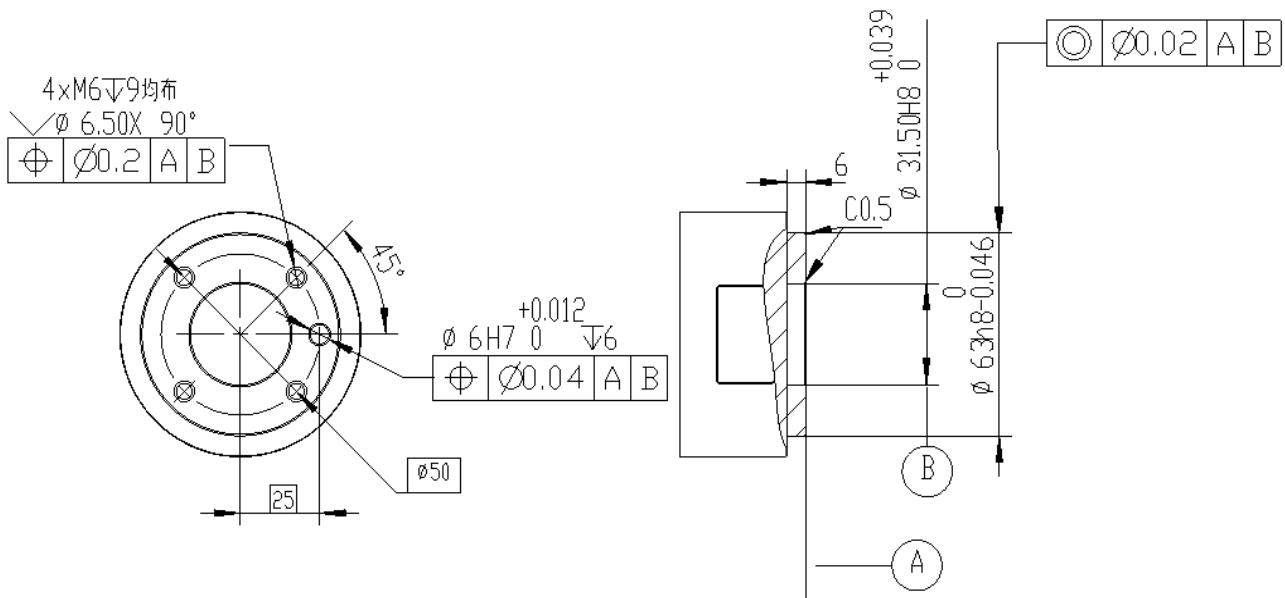 4xM6↧9均布
⌵ø 6.50X 90°
⌖ Ø0.2 A B
45°
+0.012
ø 6H7 0 ↧6
⌖ Ø0.04 A B
ø50
25
6
C0.5
+0.039
ø 31.50H8 0
◎ Ø0.02 A B
0
ø 63h8-0.046
B
A